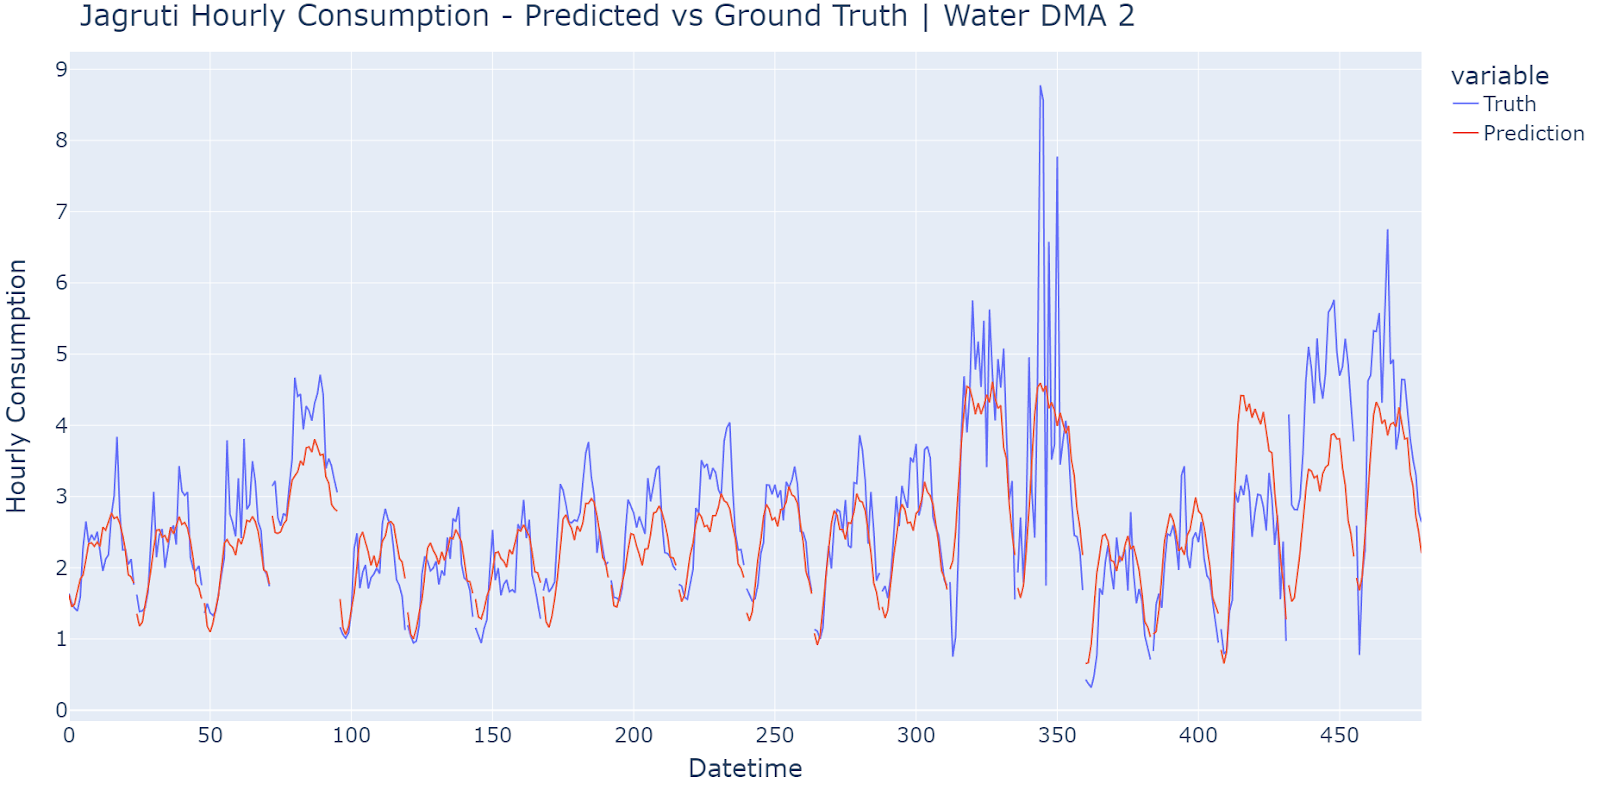 Jagruti Hourly Consumption - Predicted vs Ground Truth | Water DMA 2
variable
Truth
Prediction
Hourly Consumption
9
8
7
6
5
4
3
2
1
0
0 50 100 150 200 250 300 350 400 450
Datetime